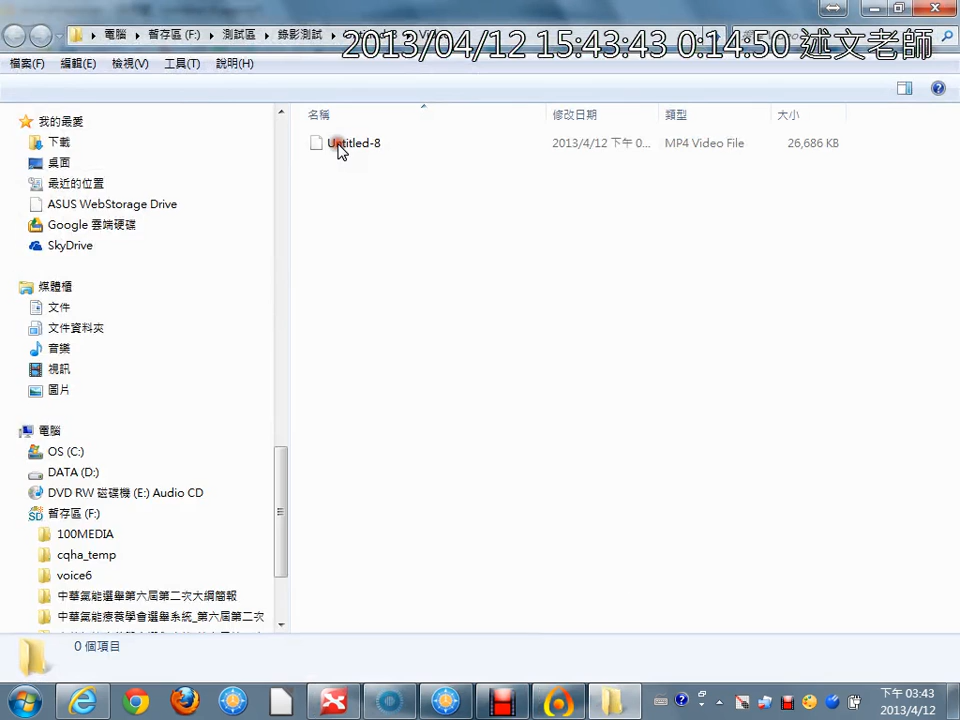 電腦 ▸ 暫存區 (F:) ▸ 測試區 ▸ 錄影測試 ▸
2013/04/12 15:43:43 0:14:50 述文老師
檔案(F) 編輯(E) 檢視(V) 工具(T) 說明(H)
名稱 修改日期 類型 大小
Untitled-8 2013/4/12 下午 0... MP4 Video File 26,686 KB
我的最愛
下載
桌面
最近的位置
ASUS WebStorage Drive
Google 雲端硬碟
SkyDrive
媒體櫃
文件
文件資料夾
音樂
視訊
圖片
電腦
OS (C:)
DATA (D:)
DVD RW 磁碟機 (E:) Audio CD
暫存區 (F:)
100MEDIA
cqha_temp
voice6
中華氣能選舉第六屆第二次大綱簡報
中華氣能療養學會選舉系統_第六屆第二次
0 個項目
下午 03:43
2013/4/12